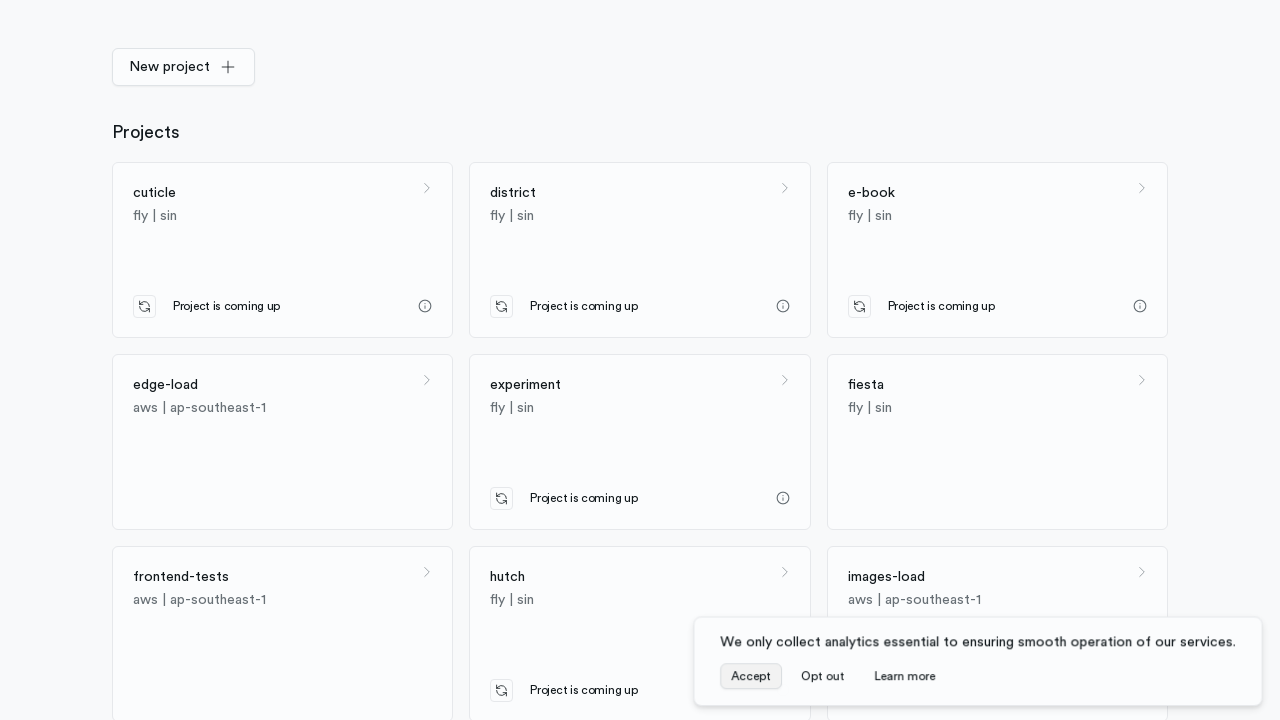 New project
Projects
cuticle
fly | sin
Project is coming up
district
fly | sin
Project is coming up
e-book
fly | sin
Project is coming up
edge-load
aws | ap-southeast-1
experiment
fly | sin
Project is coming up
fiesta
fly | sin
frontend-tests
aws | ap-southeast-1
hutch
fly | sin
Project is coming up
images-load
aws | ap-southeast-1
We only collect analytics essential to ensuring smooth operation of our services.
Accept
Opt out
Learn more